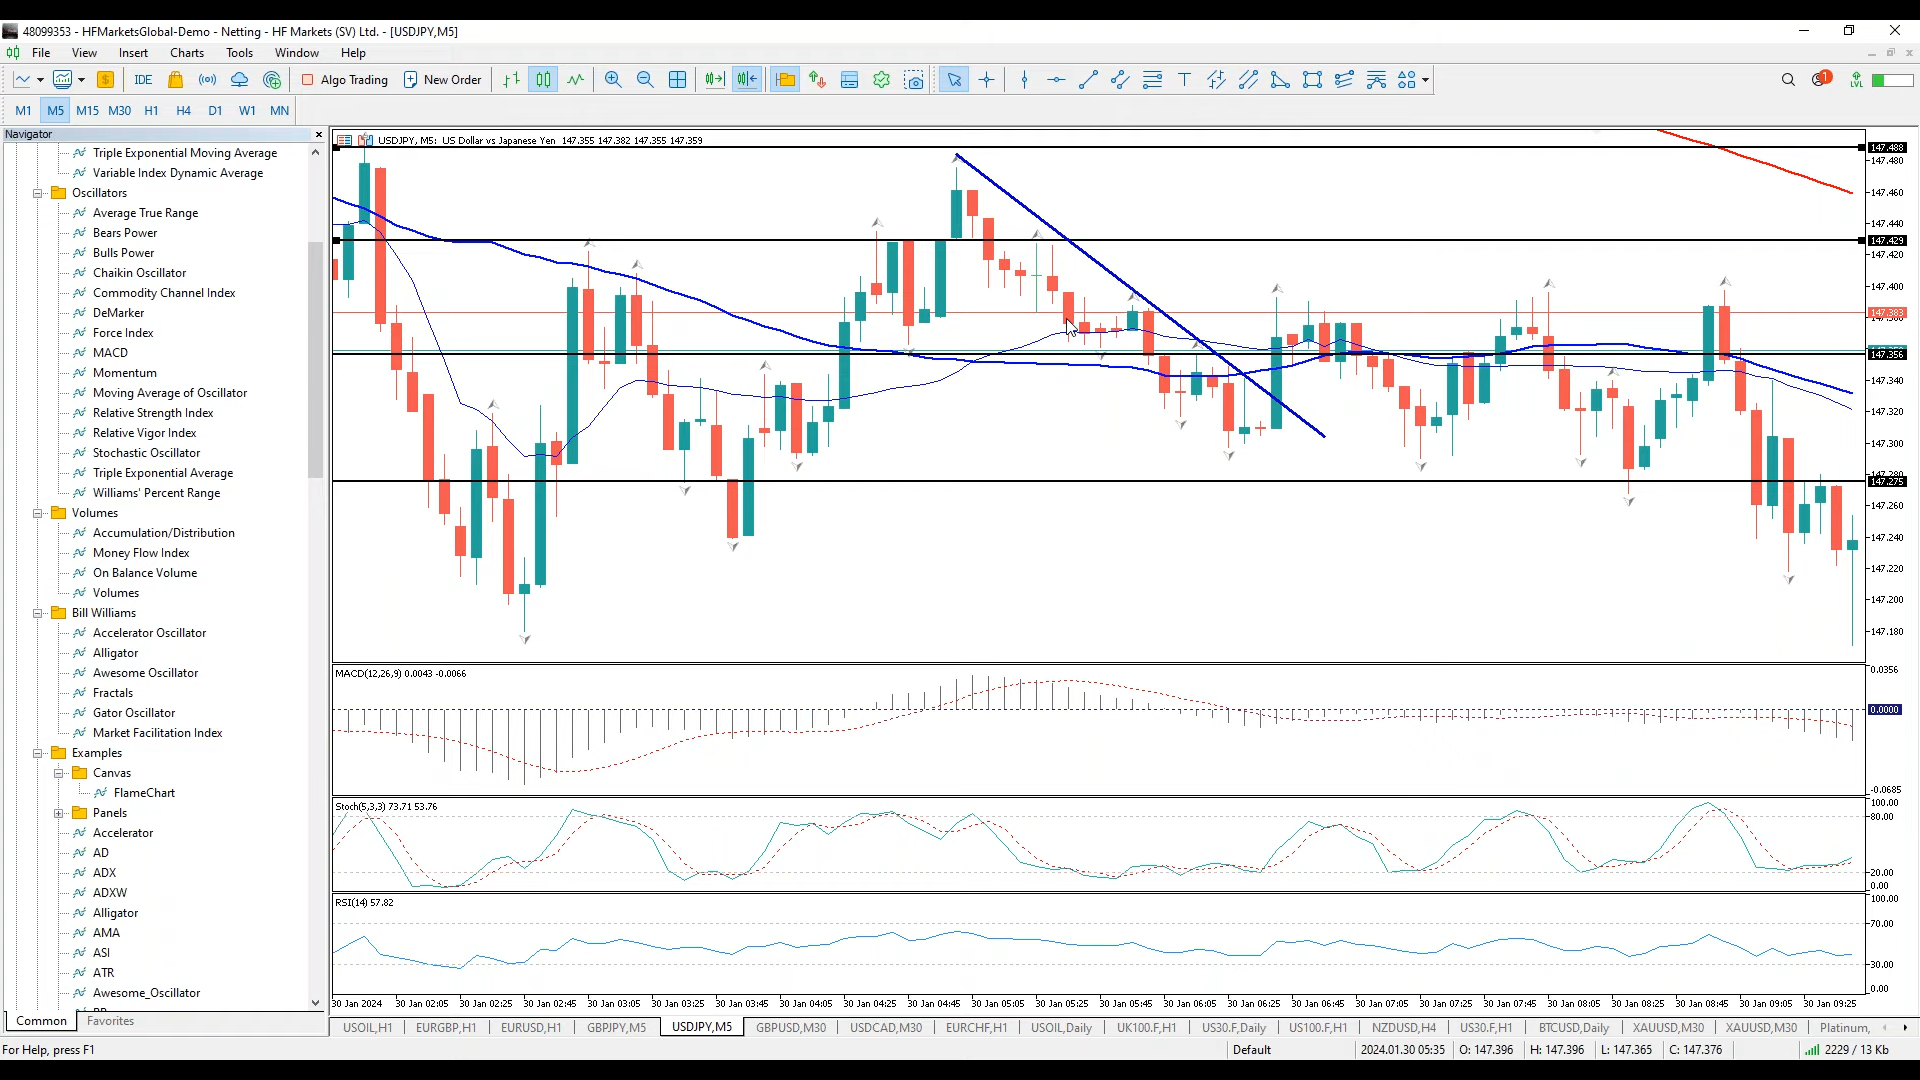 48099353 - HFMarketsGlobal-Demo - Netting - HF Markets (SV) Ltd. - [USDJPY,M5]
File View Insert Charts Tools Window Help
IDE Algo Trading New Order 1 LVL
M1 M5 M15 M30 H1 H4 D1 W1 MN
Navigator
Triple Exponential Moving Average
Variable Index Dynamic Average
Oscillators
Average True Range
Bears Power
Bulls Power
Chaikin Oscillator
Commodity Channel Index
DeMarker
Force Index
MACD
Momentum
Moving Average of Oscillator
Relative Strength Index
Relative Vigor Index
Stochastic Oscillator
Triple Exponential Average
Williams' Percent Range
Volumes
Accumulation/Distribution
Money Flow Index
On Balance Volume
Volumes
Bill Williams
Accelerator Oscillator
Alligator
Awesome Oscillator
Fractals
Gator Oscillator
Market Facilitation Index
Examples
Canvas
FlameChart
Panels
Accelerator
AD
ADX
ADXW
Alligator
AMA
ASI
ATR
Awesome_Oscillator
Common Favorites
USDJPY, M5: US Dollar vs Japanese Yen 147.355 147.382 147.355 147.359
147.488
147.480
147.460
147.440
147.429
147.420
147.400
147.383
147.356
147.340
147.320
147.300
147.275
147.260
147.240
147.220
147.200
147.180
MACD(12,26,9) 0.0043 -0.0066
0.0356
0.0000
-0.0685
Stoch(5,3,3) 73.71 53.76
100.00
80.00
20.00
0.00
RSI(14) 57.82
100.00
70.00
30.00
0.00
30 Jan 2024 30 Jan 02:05 30 Jan 02:25 30 Jan 02:45 30 Jan 03:05 30 Jan 03:25 30 Jan 03:45 30 Jan 04:05 30 Jan 04:25 30 Jan 04:45 30 Jan 05:05 30 Jan 05:25 30 Jan 05:45 30 Jan 06:05 30 Jan 06:25 30 Jan 06:45 30 Jan 07:05 30 Jan 07:25 30 Jan 07:45 30 Jan 08:05 30 Jan 08:25 30 Jan 08:45 30 Jan 09:05 30 Jan 09:25
USOIL,H1 EURGBP,H1 EURUSD,H1 GBPJPY,M5 USDJPY,M5 GBPUSD,M30 USDCAD,M30 EURCHF,H1 USOIL,Daily UK100.F,H1 US30.F,Daily US100.F,H1 NZDUSD,H4 US30.F,H1 BTCUSD,Daily XAUUSD,M30 XAUUSD,M30 Platinum,
For Help, press F1 Default 2024.01.30 05:35 O: 147.396 H: 147.396 L: 147.365 C: 147.376 2229 / 13 Kb